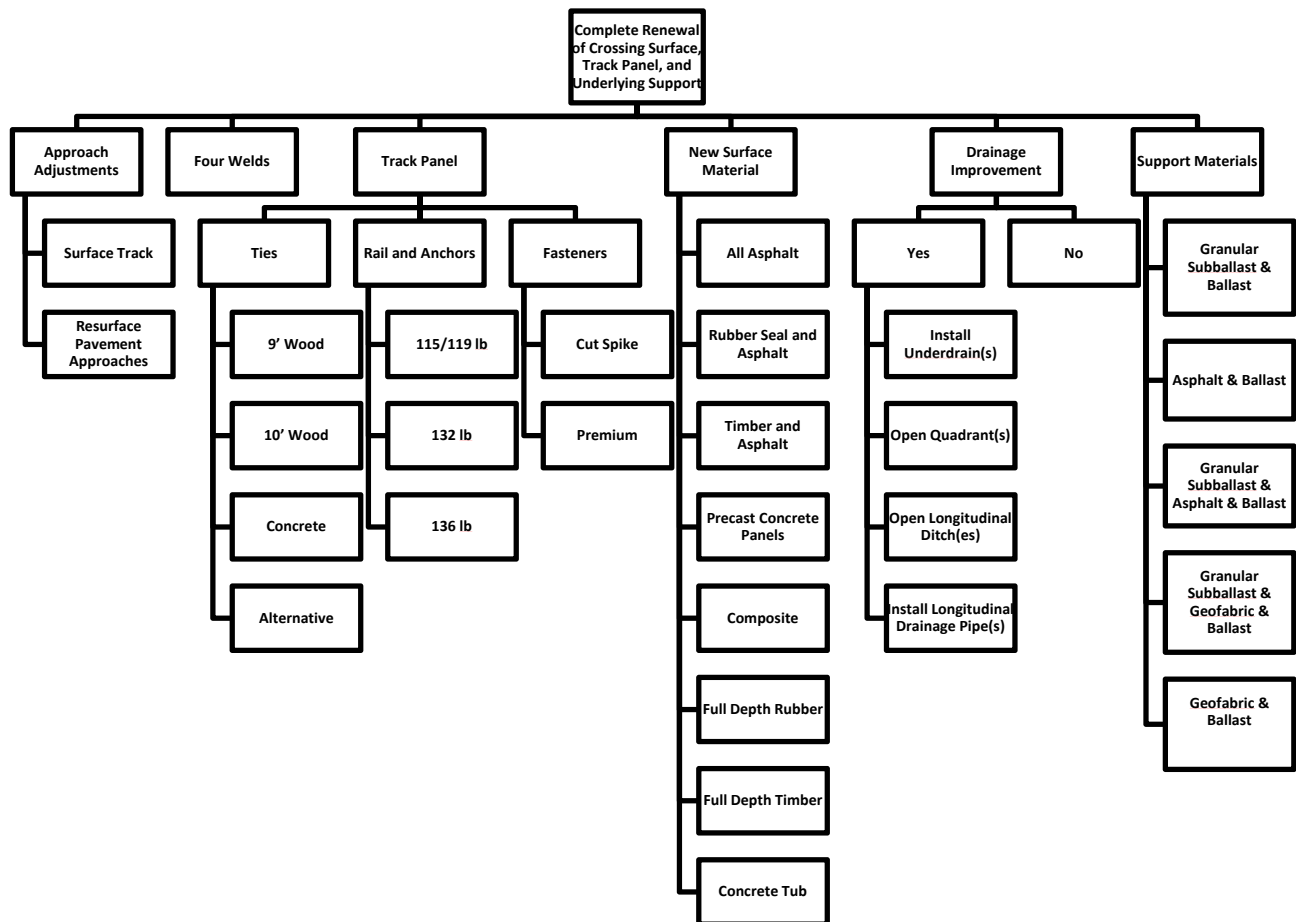 Complete Renewal
of Crossing Surface,
Track Panel, and
Underlying Support
Approach
Adjustments
Four Welds
Track Panel
New Surface
Material
Drainage
Improvement
Support Materials
Surface Track
Resurface
Pavement
Approaches
Ties
Rail and Anchors
Fasteners
9’ Wood
10’ Wood
Concrete
Alternative
115/119 lb
132 lb
136 lb
Cut Spike
Premium
All Asphalt
Rubber Seal and
Asphalt
Timber and
Asphalt
Precast Concrete
Panels
Composite
Full Depth Rubber
Full Depth Timber
Concrete Tub
Yes
No
Install
Underdrain(s)
Open Quadrant(s)
Open Longitudinal
Ditch(es)
Install Longitudinal
Drainage Pipe(s)
Granular
Subballast &
Ballast
Asphalt & Ballast
Granular
Subballast &
Asphalt & Ballast
Granular
Subballast &
Geofabric &
Ballast
Geofabric &
Ballast